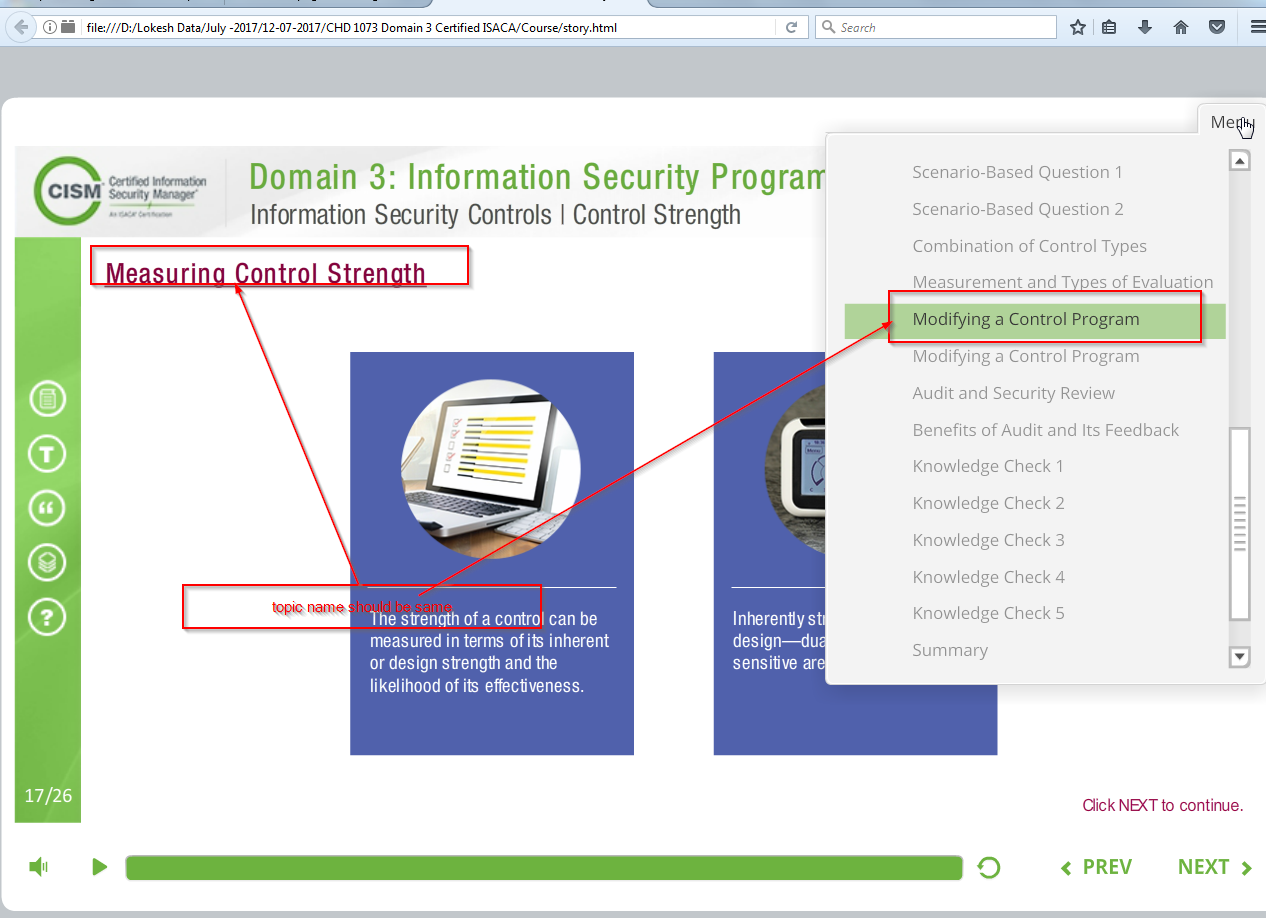 file:///D:/Lokesh Data/July -2017/12-07-2017/CHD 1073 Domain 3 Certified ISACA/Course/story.html
Search
Menu
CISM
Certified Information
Security Manager®
An ISACA® Certification
Domain 3: Information Security Program
Information Security Controls | Control Strength
Measuring Control Strength
Scenario-Based Question 1
Scenario-Based Question 2
Combination of Control Types
Measurement and Types of Evaluation
Modifying a Control Program
Modifying a Control Program
Audit and Security Review
Benefits of Audit and Its Feedback
Knowledge Check 1
Knowledge Check 2
Knowledge Check 3
Knowledge Check 4
Knowledge Check 5
Summary
T
?
topic name should be same
The strength of a control can be
measured in terms of its inherent
or design strength and the
likelihood of its effectiveness.
Inherently str
design—dua
sensitive are
17/26
Click NEXT to continue.
PREV
NEXT